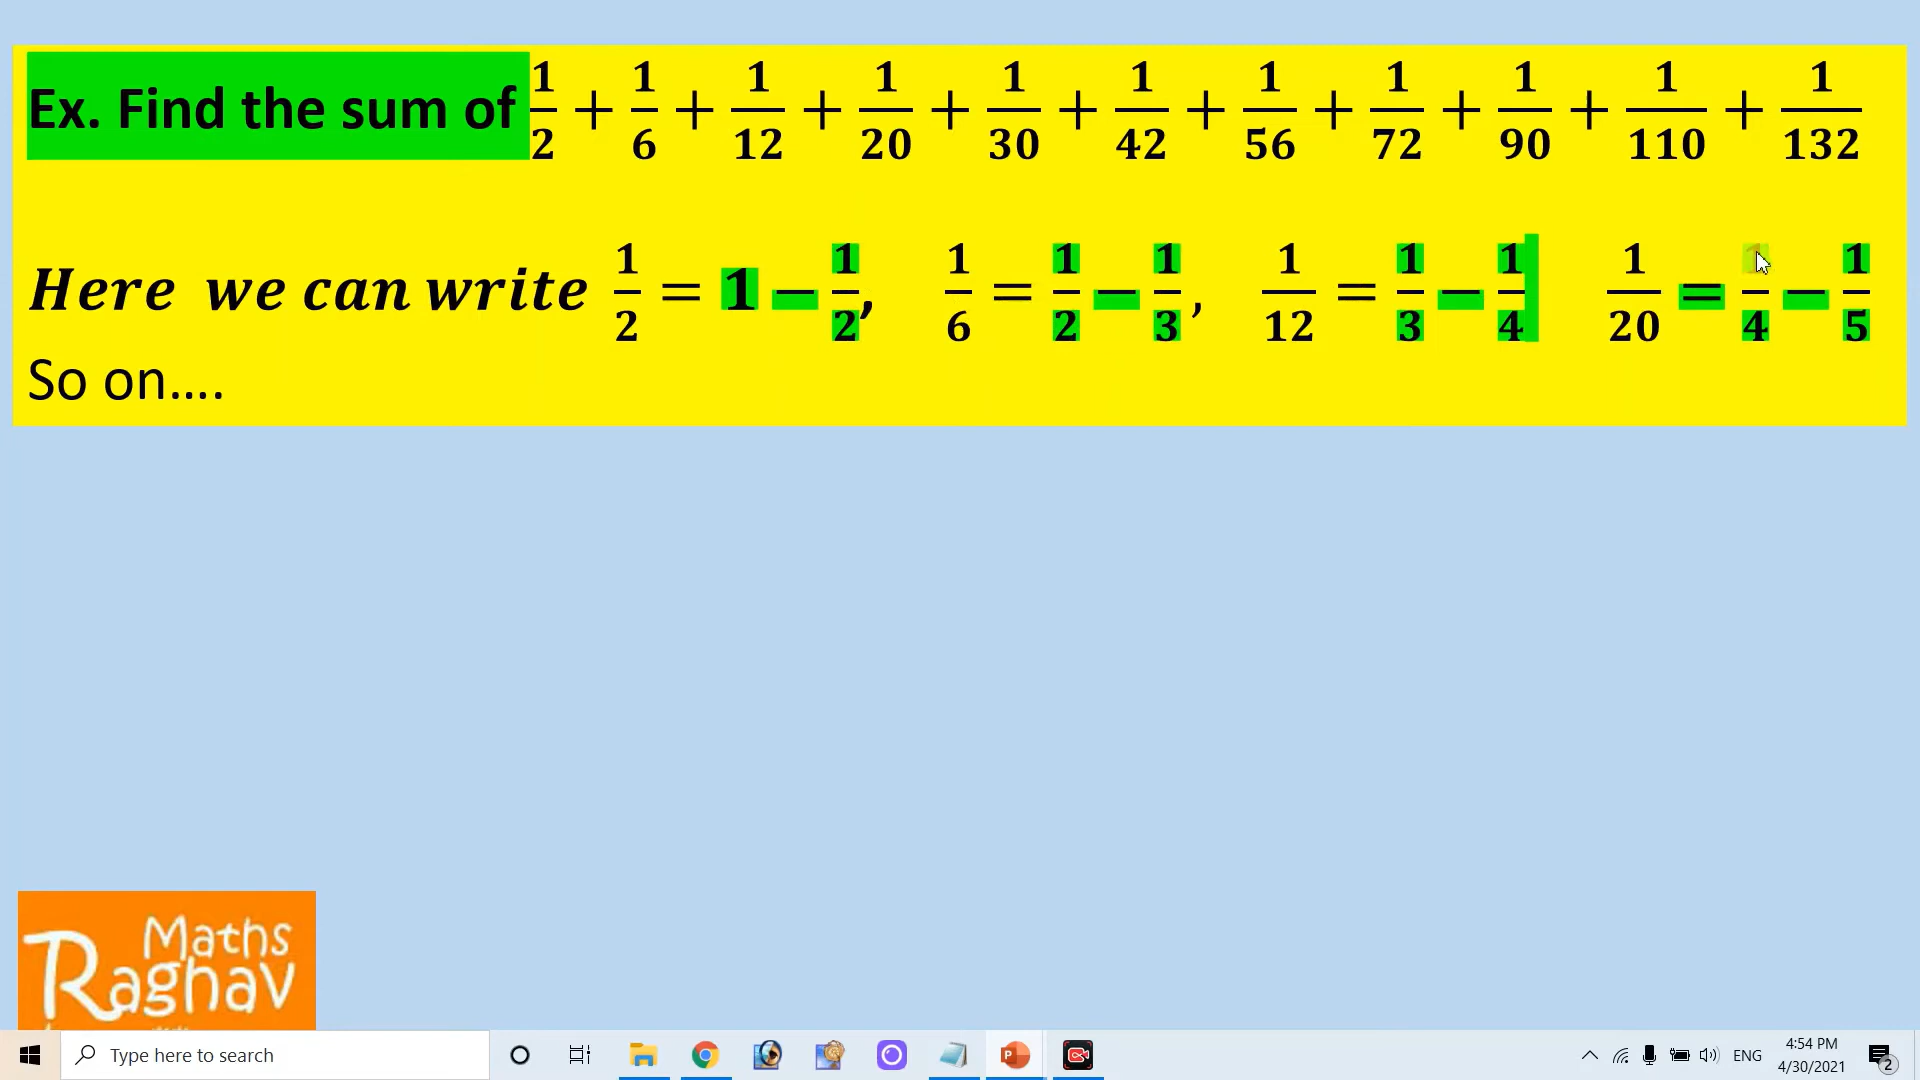 Ex. Find the sum of 1/2 + 1/6 + 1/12 + 1/20 + 1/30 + 1/42 + 1/56 + 1/72 + 1/90 + 1/110 + 1/132
Here we can write 1/2 = 1 − 1/2, 1/6 = 1/2 − 1/3, 1/12 = 1/3 − 1/4 1/20 = 1/4 − 1/5
So on....
Maths
Raghav
Type here to search
ENG
4:54 PM
4/30/2021
2